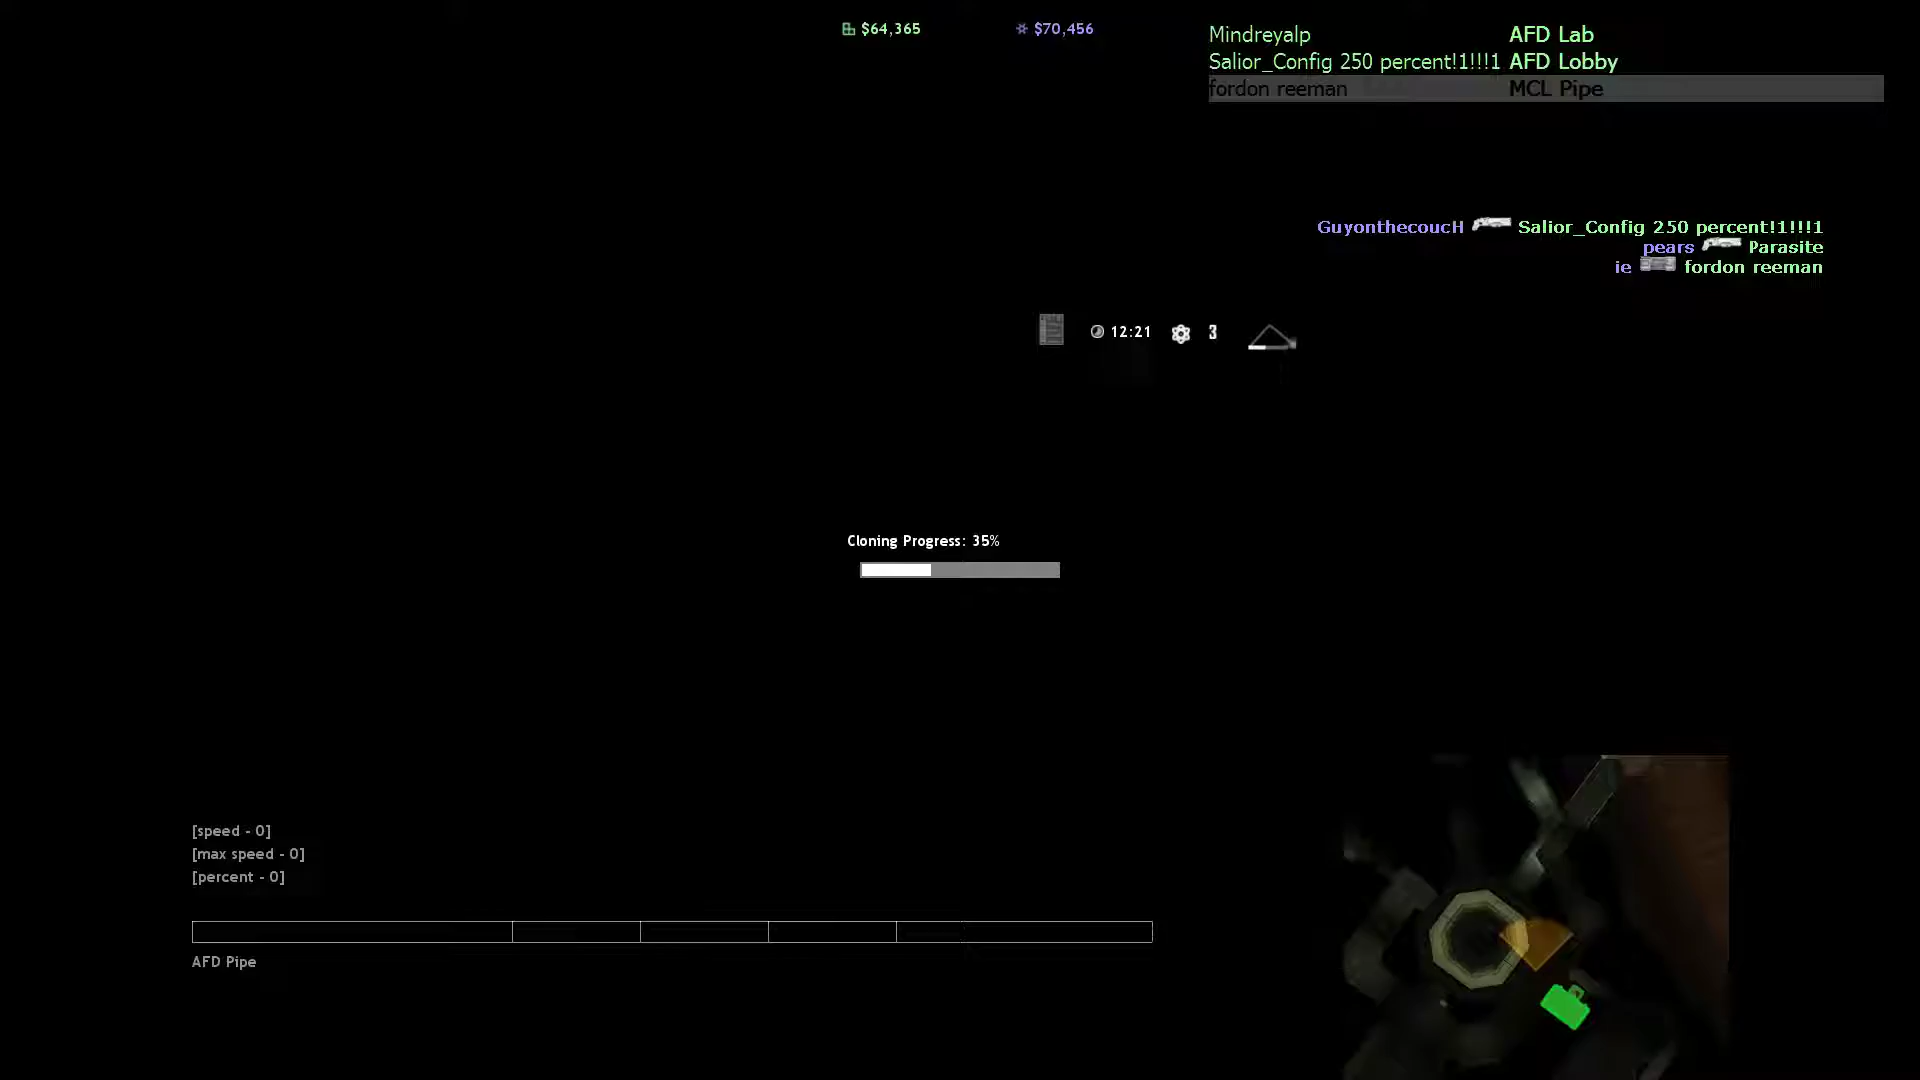 $64,365 $70,456
Mindreyalp AFD Lab
Salior_Config 250 percent!1!!!1 AFD Lobby
fordon reeman MCL Pipe
GuyonthecoucH Salior_Config 250 percent!1!!!1
pears Parasite
ie fordon reeman
12:21 3
Cloning Progress: 35%
[speed - 0]
[max speed - 0]
[percent - 0]
AFD Pipe